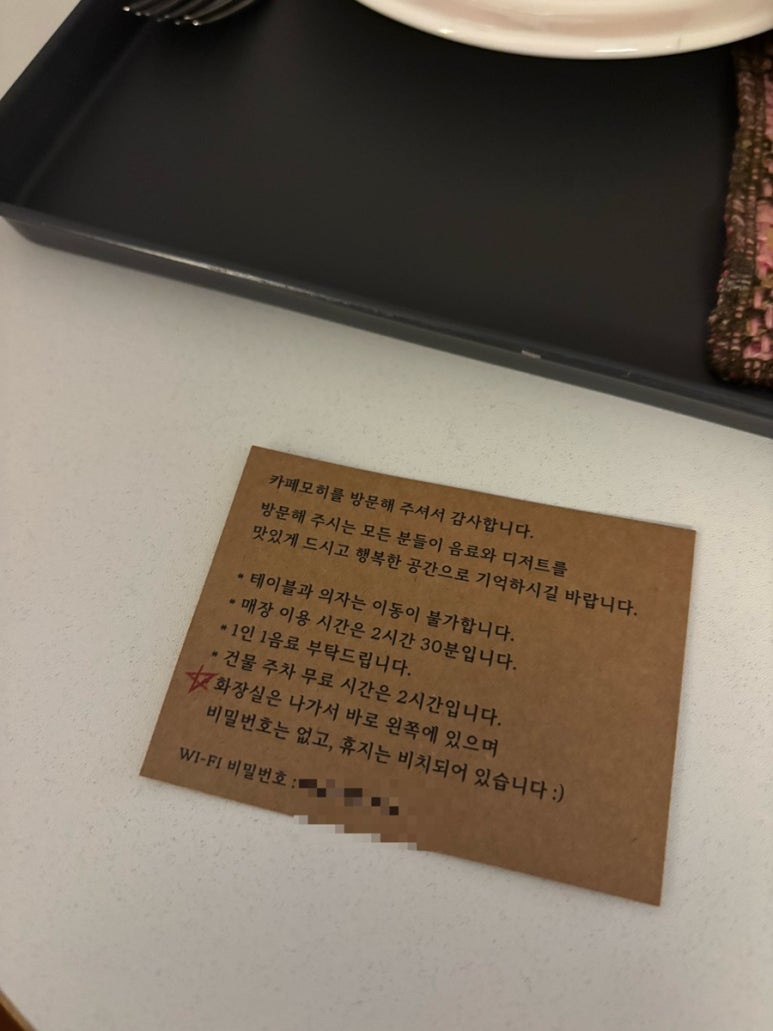 카페모히를 방문해 주셔서 감사합니다.
방문해 주시는 모든 분들이 음료와 디저트를
맛있게 드시고 행복한 공간으로 기억하시길 바랍니다.
* 테이블과 의자는 이동이 불가합니다.
* 매장 이용 시간은 2시간 30분입니다.
* 1인 1음료 부탁드립니다.
* 건물 주차 무료 시간은 2시간입니다.
화장실은 나가서 바로 왼쪽에 있으며
비밀번호는 없고, 휴지는 비치되어 있습니다 :)
WI-FI 비밀번호 :